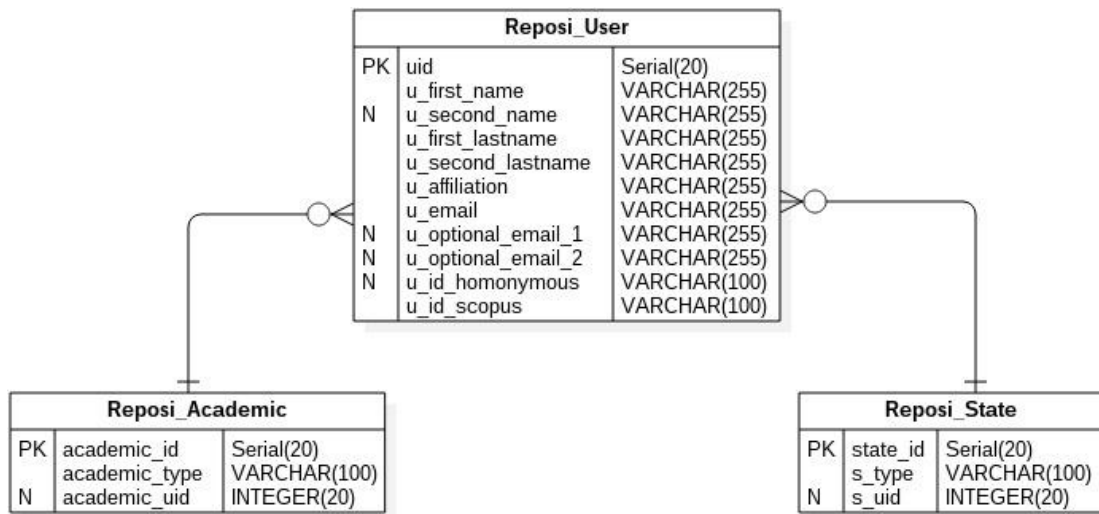 Reposi_User
PK uid Serial(20)
u_first_name VARCHAR(255)
N u_second_name VARCHAR(255)
u_first_lastname VARCHAR(255)
u_second_lastname VARCHAR(255)
u_affiliation VARCHAR(255)
u_email VARCHAR(255)
N u_optional_email_1 VARCHAR(255)
N u_optional_email_2 VARCHAR(255)
N u_id_homonymous VARCHAR(100)
u_id_scopus VARCHAR(100)
Reposi_Academic
PK academic_id Serial(20)
academic_type VARCHAR(100)
N academic_uid INTEGER(20)
Reposi_State
PK state_id Serial(20)
s_type VARCHAR(100)
N s_uid INTEGER(20)